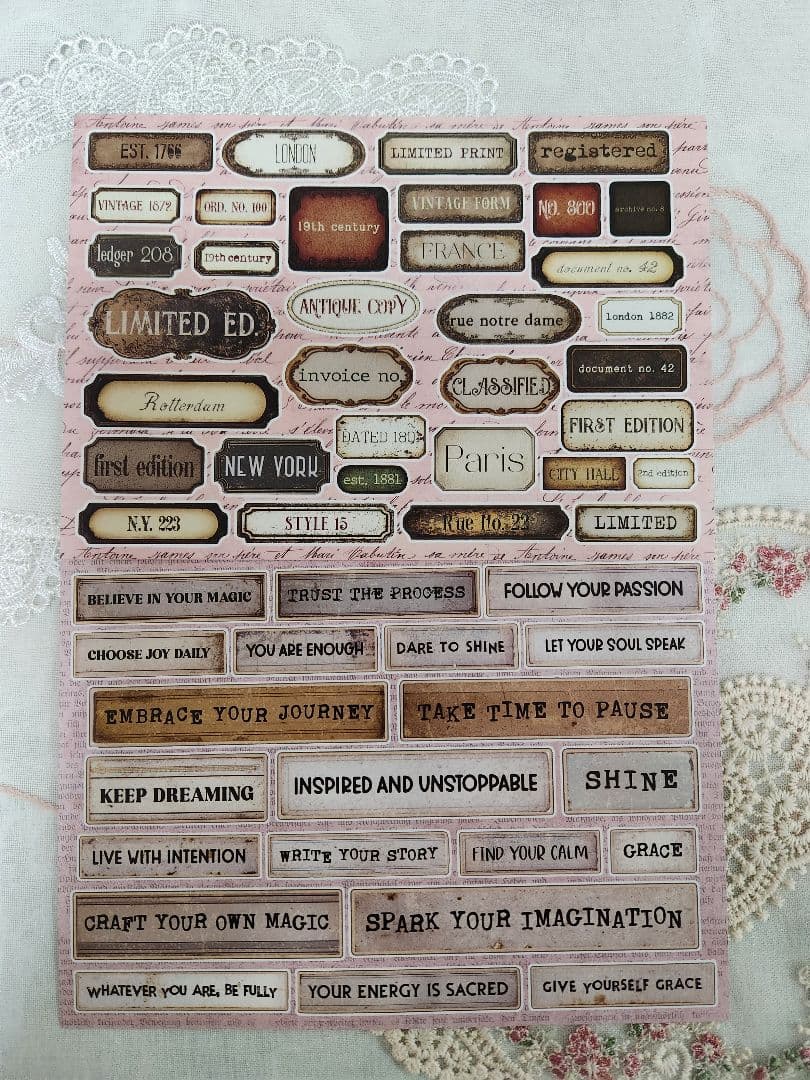 EST. 1766
LONDON
LIMITED PRINT
registered
VINTAGE 18/2
ORD. NO. 100
19th century
VINTAGE FORM
NO. 800
archive no. 8
ledger 208
19th century
FRANCE
document no. 42
LIMITED ED.
ANTIQUE COPY
rue notre dame
london 1882
Rotterdam
invoice no.
CLASSIFIED
document no. 42
first edition
NEW YORK
DATED 180
est. 1881
Paris
FIRST EDITION
CITY HALL
2nd edition
N.Y. 223
STYLE 15
Rue No. 22
LIMITED
BELIEVE IN YOUR MAGIC
TRUST THE PROCESS
FOLLOW YOUR PASSION
CHOOSE JOY DAILY
YOU ARE ENOUGH
DARE TO SHINE
LET YOUR SOUL SPEAK
EMBRACE YOUR JOURNEY
TAKE TIME TO PAUSE
KEEP DREAMING
INSPIRED AND UNSTOPPABLE
SHINE
LIVE WITH INTENTION
WRITE YOUR STORY
FIND YOUR CALM
GRACE
CRAFT YOUR OWN MAGIC
SPARK YOUR IMAGINATION
WHATEVER YOU ARE, BE FULLY
YOUR ENERGY IS SACRED
GIVE YOURSELF GRACE